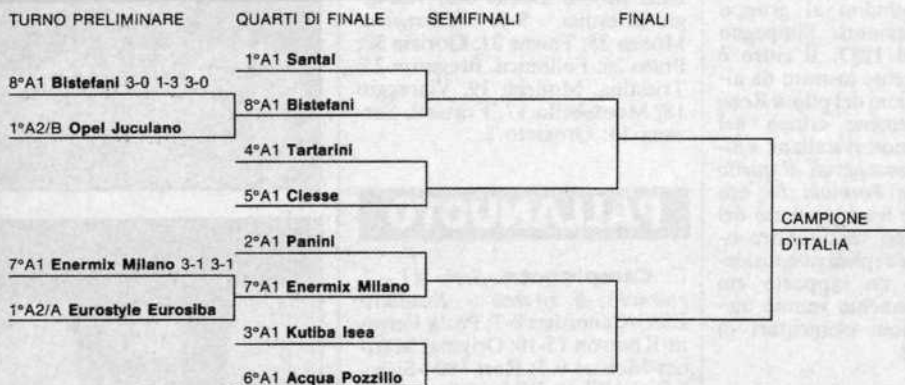 TURNO PRELIMINARE QUARTI DI FINALE SEMIFINALI FINALI
1°A1 Santal
8°A1 Bistefani 3-0 1-3 3-0
8°A1 Bistefani
1°A2/B Opel Juculano
4°A1 Tartarini
5°A1 Ciesse
CAMPIONE
D'ITALIA
2°A1 Panini
7°A1 Enermix Milano 3-1 3-1
7°A1 Enermix Milano
1°A2/A Eurostyle Eurosiba
3°A1 Kutiba Isea
6°A1 Acqua Pozzillo